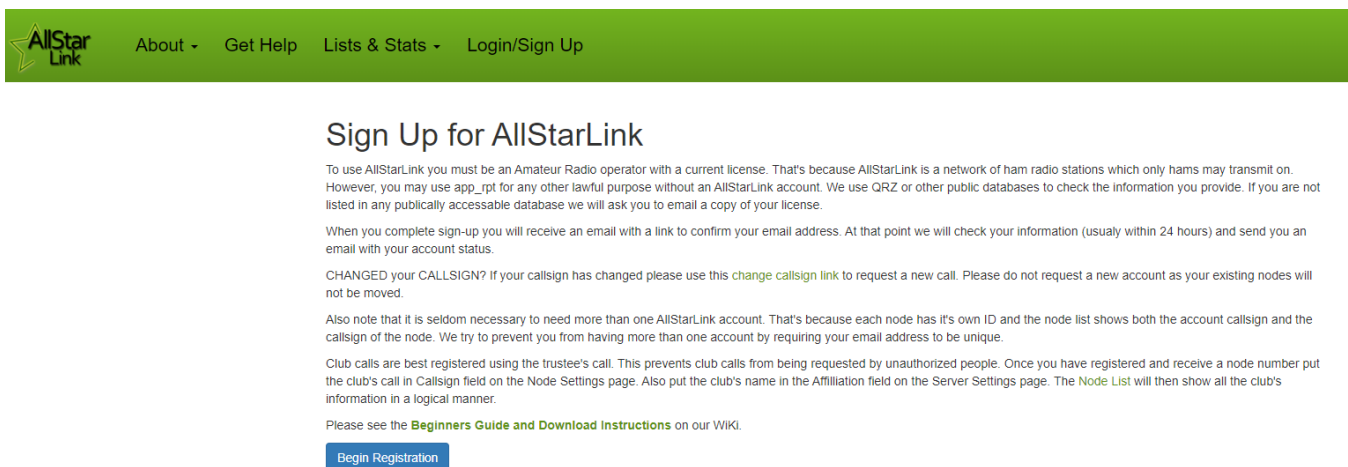 AllStar
Link
About
Get Help
Lists & Stats
Login/Sign Up
Sign Up for AllStarLink
To use AllStarLink you must be an Amateur Radio operator with a current license. That's because AllStarLink is a network of ham radio stations which only hams may transmit on.
However, you may use app_rpt for any other lawful purpose without an AllStarLink account. We use QRZ or other public databases to check the information you provide. If you are not
listed in any publically accessable database we will ask you to email a copy of your license.
When you complete sign-up you will receive an email with a link to confirm your email address. At that point we will check your information (usualy within 24 hours) and send you an
email with your account status.
CHANGED your CALLSIGN? If your callsign has changed please use this change callsign link to request a new call. Please do not request a new account as your existing nodes will
not be moved.
Also note that it is seldom necessary to need more than one AllStarLink account. That's because each node has it's own ID and the node list shows both the account callsign and the
callsign of the node. We try to prevent you from having more than one account by requiring your email address to be unique.
Club calls are best registered using the trustee's call. This prevents club calls from being requested by unauthorized people. Once you have registered and receive a node number put
the club's call in Callsign field on the Node Settings page. Also put the club's name in the Affilliation field on the Server Settings page. The Node List will then show all the club's
information in a logical manner.
Please see the Beginners Guide and Download Instructions on our WiKi.
Begin Registration